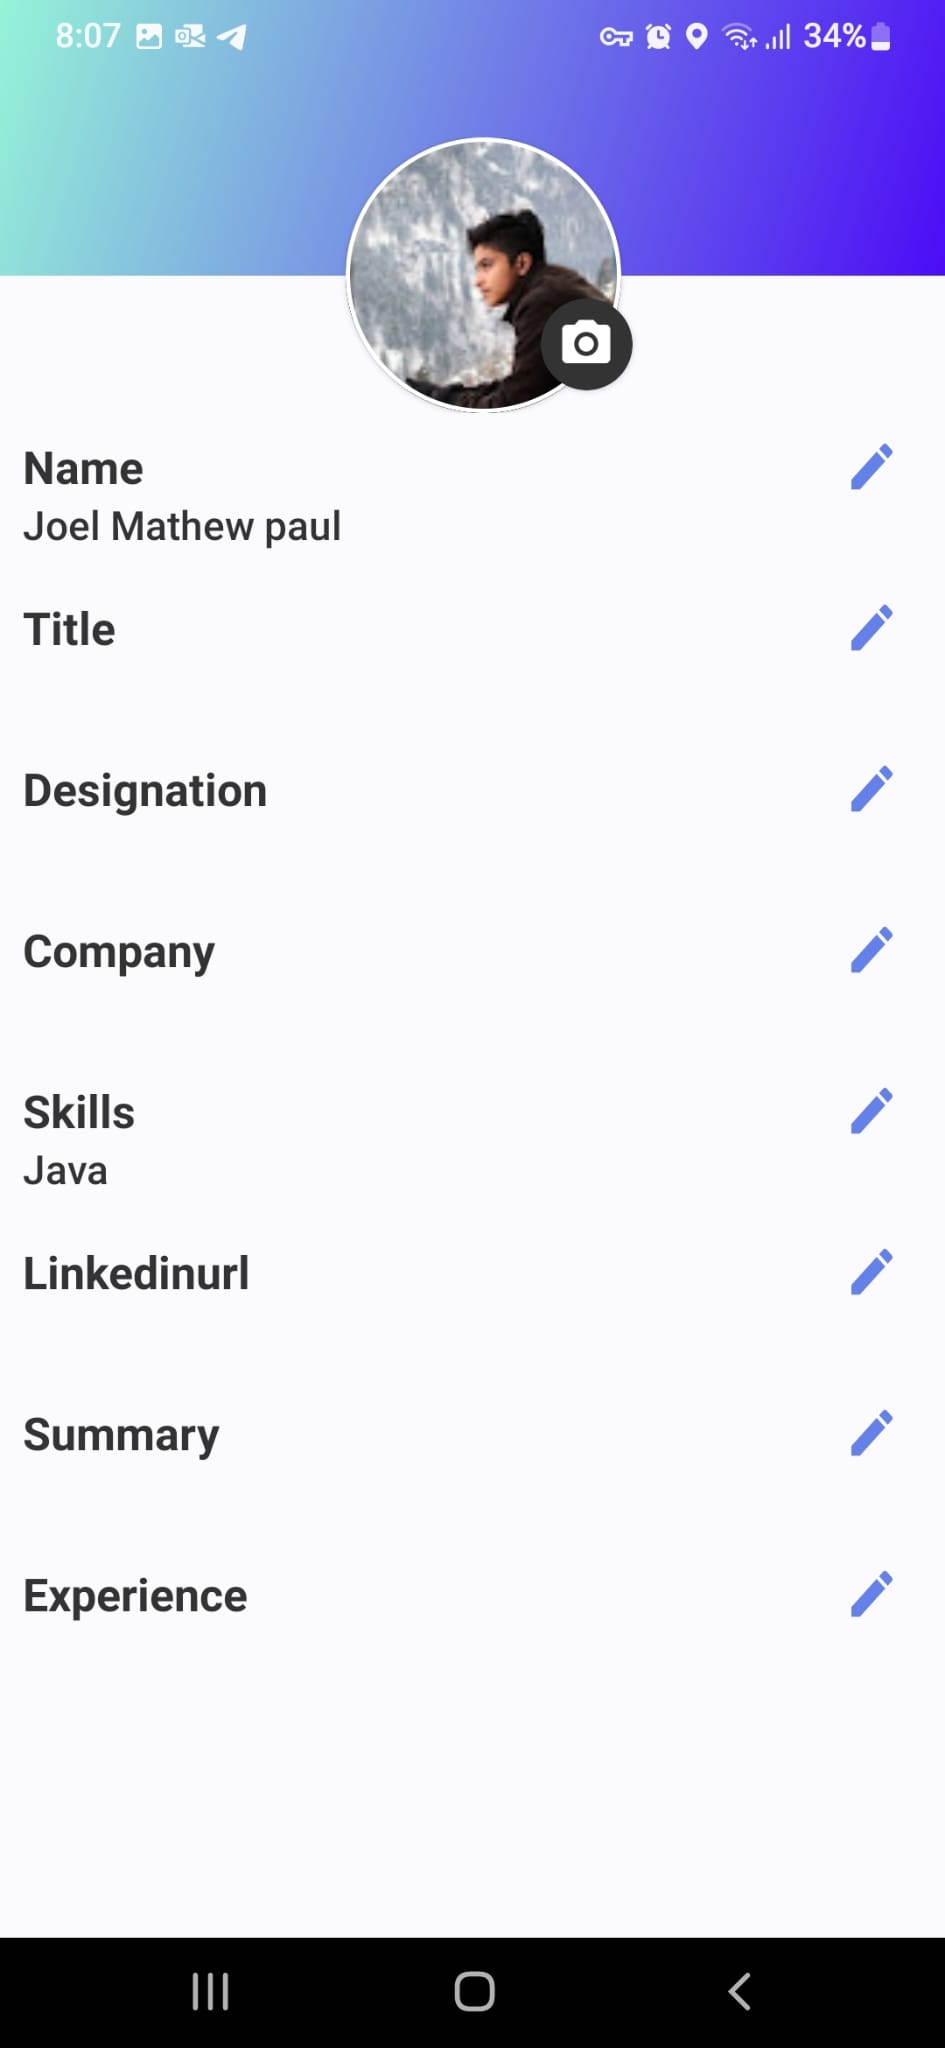 8:07 34%
Name
Joel Mathew paul
Title
Designation
Company
Skills
Java
Linkedinurl
Summary
Experience